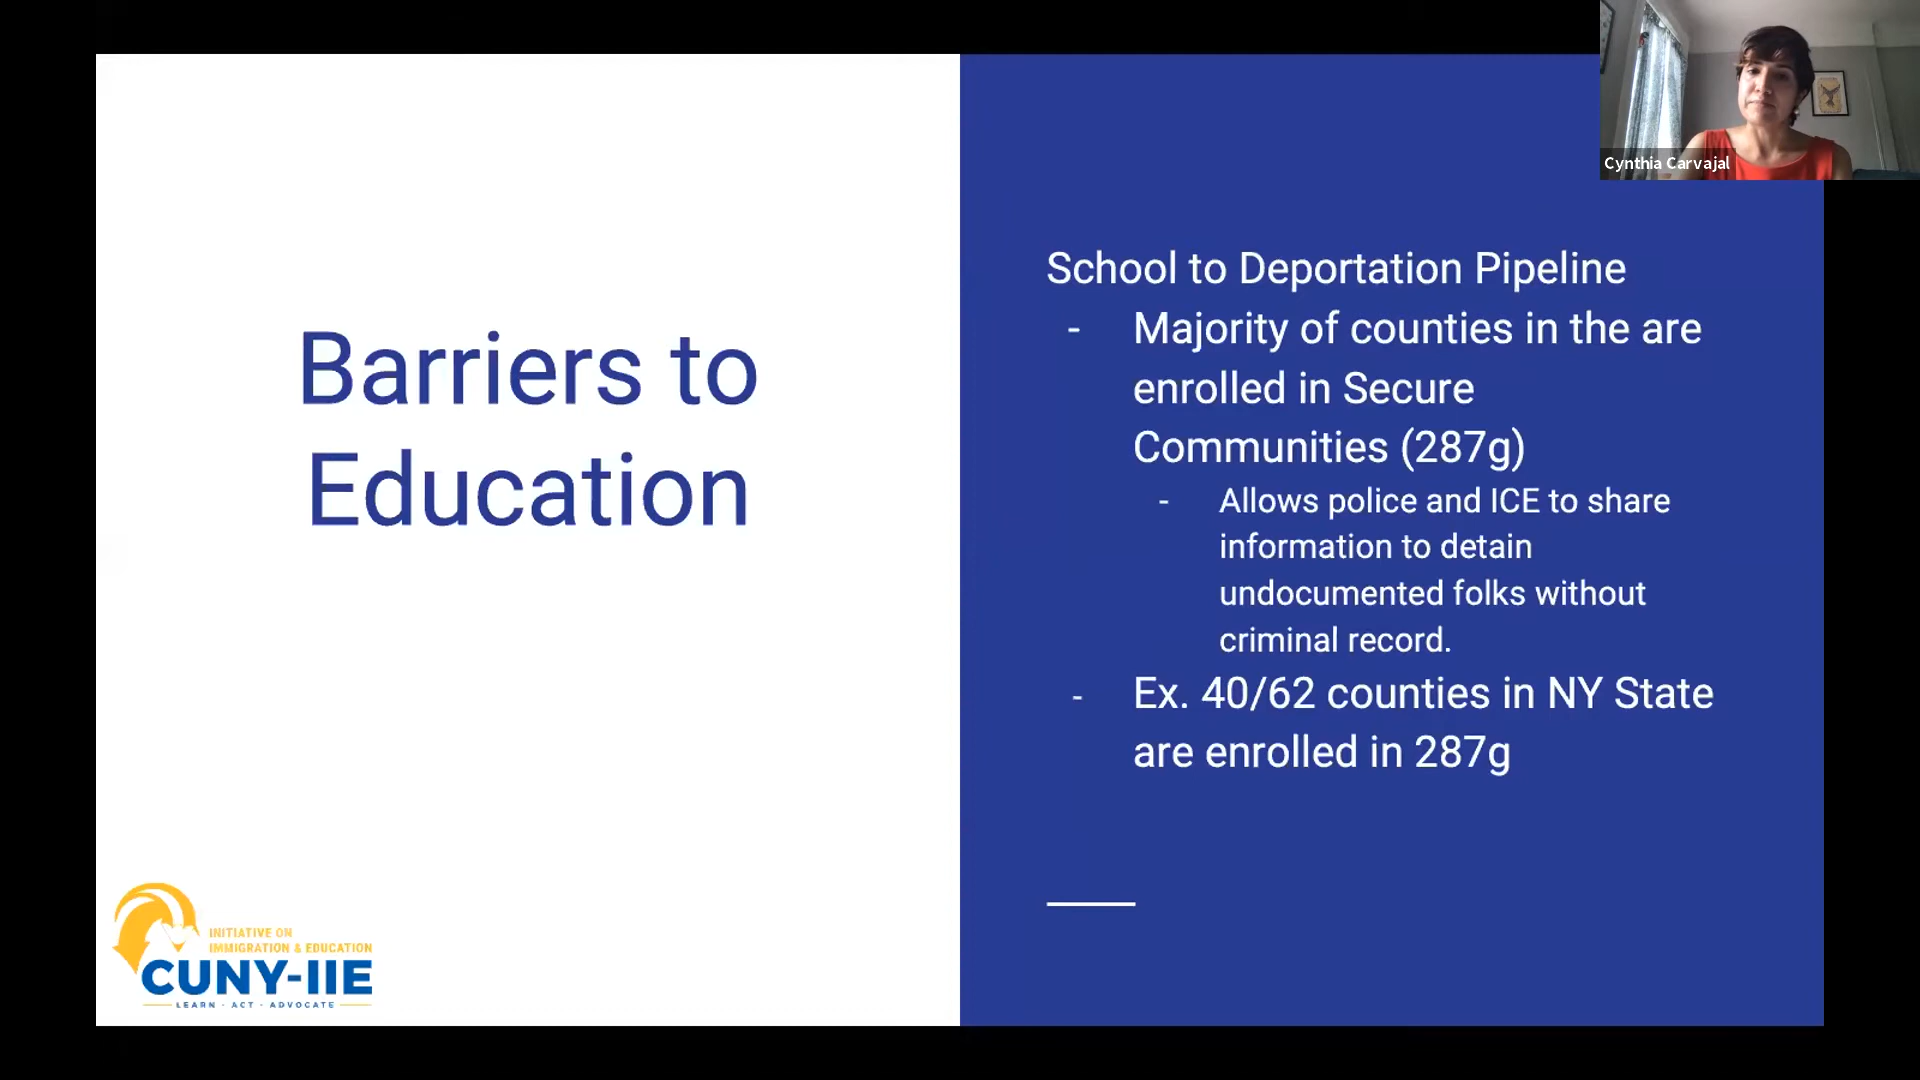 Cynthia Carvajal
Barriers to
Education
School to Deportation Pipeline
- Majority of counties in the are
enrolled in Secure
Communities (287g)
- Allows police and ICE to share
information to detain
undocumented folks without
criminal record.
- Ex. 40/62 counties in NY State
are enrolled in 287g
INITIATIVE ON
IMMIGRATION & EDUCATION
CUNY-IIE
LEARN - ACT - ADVOCATE